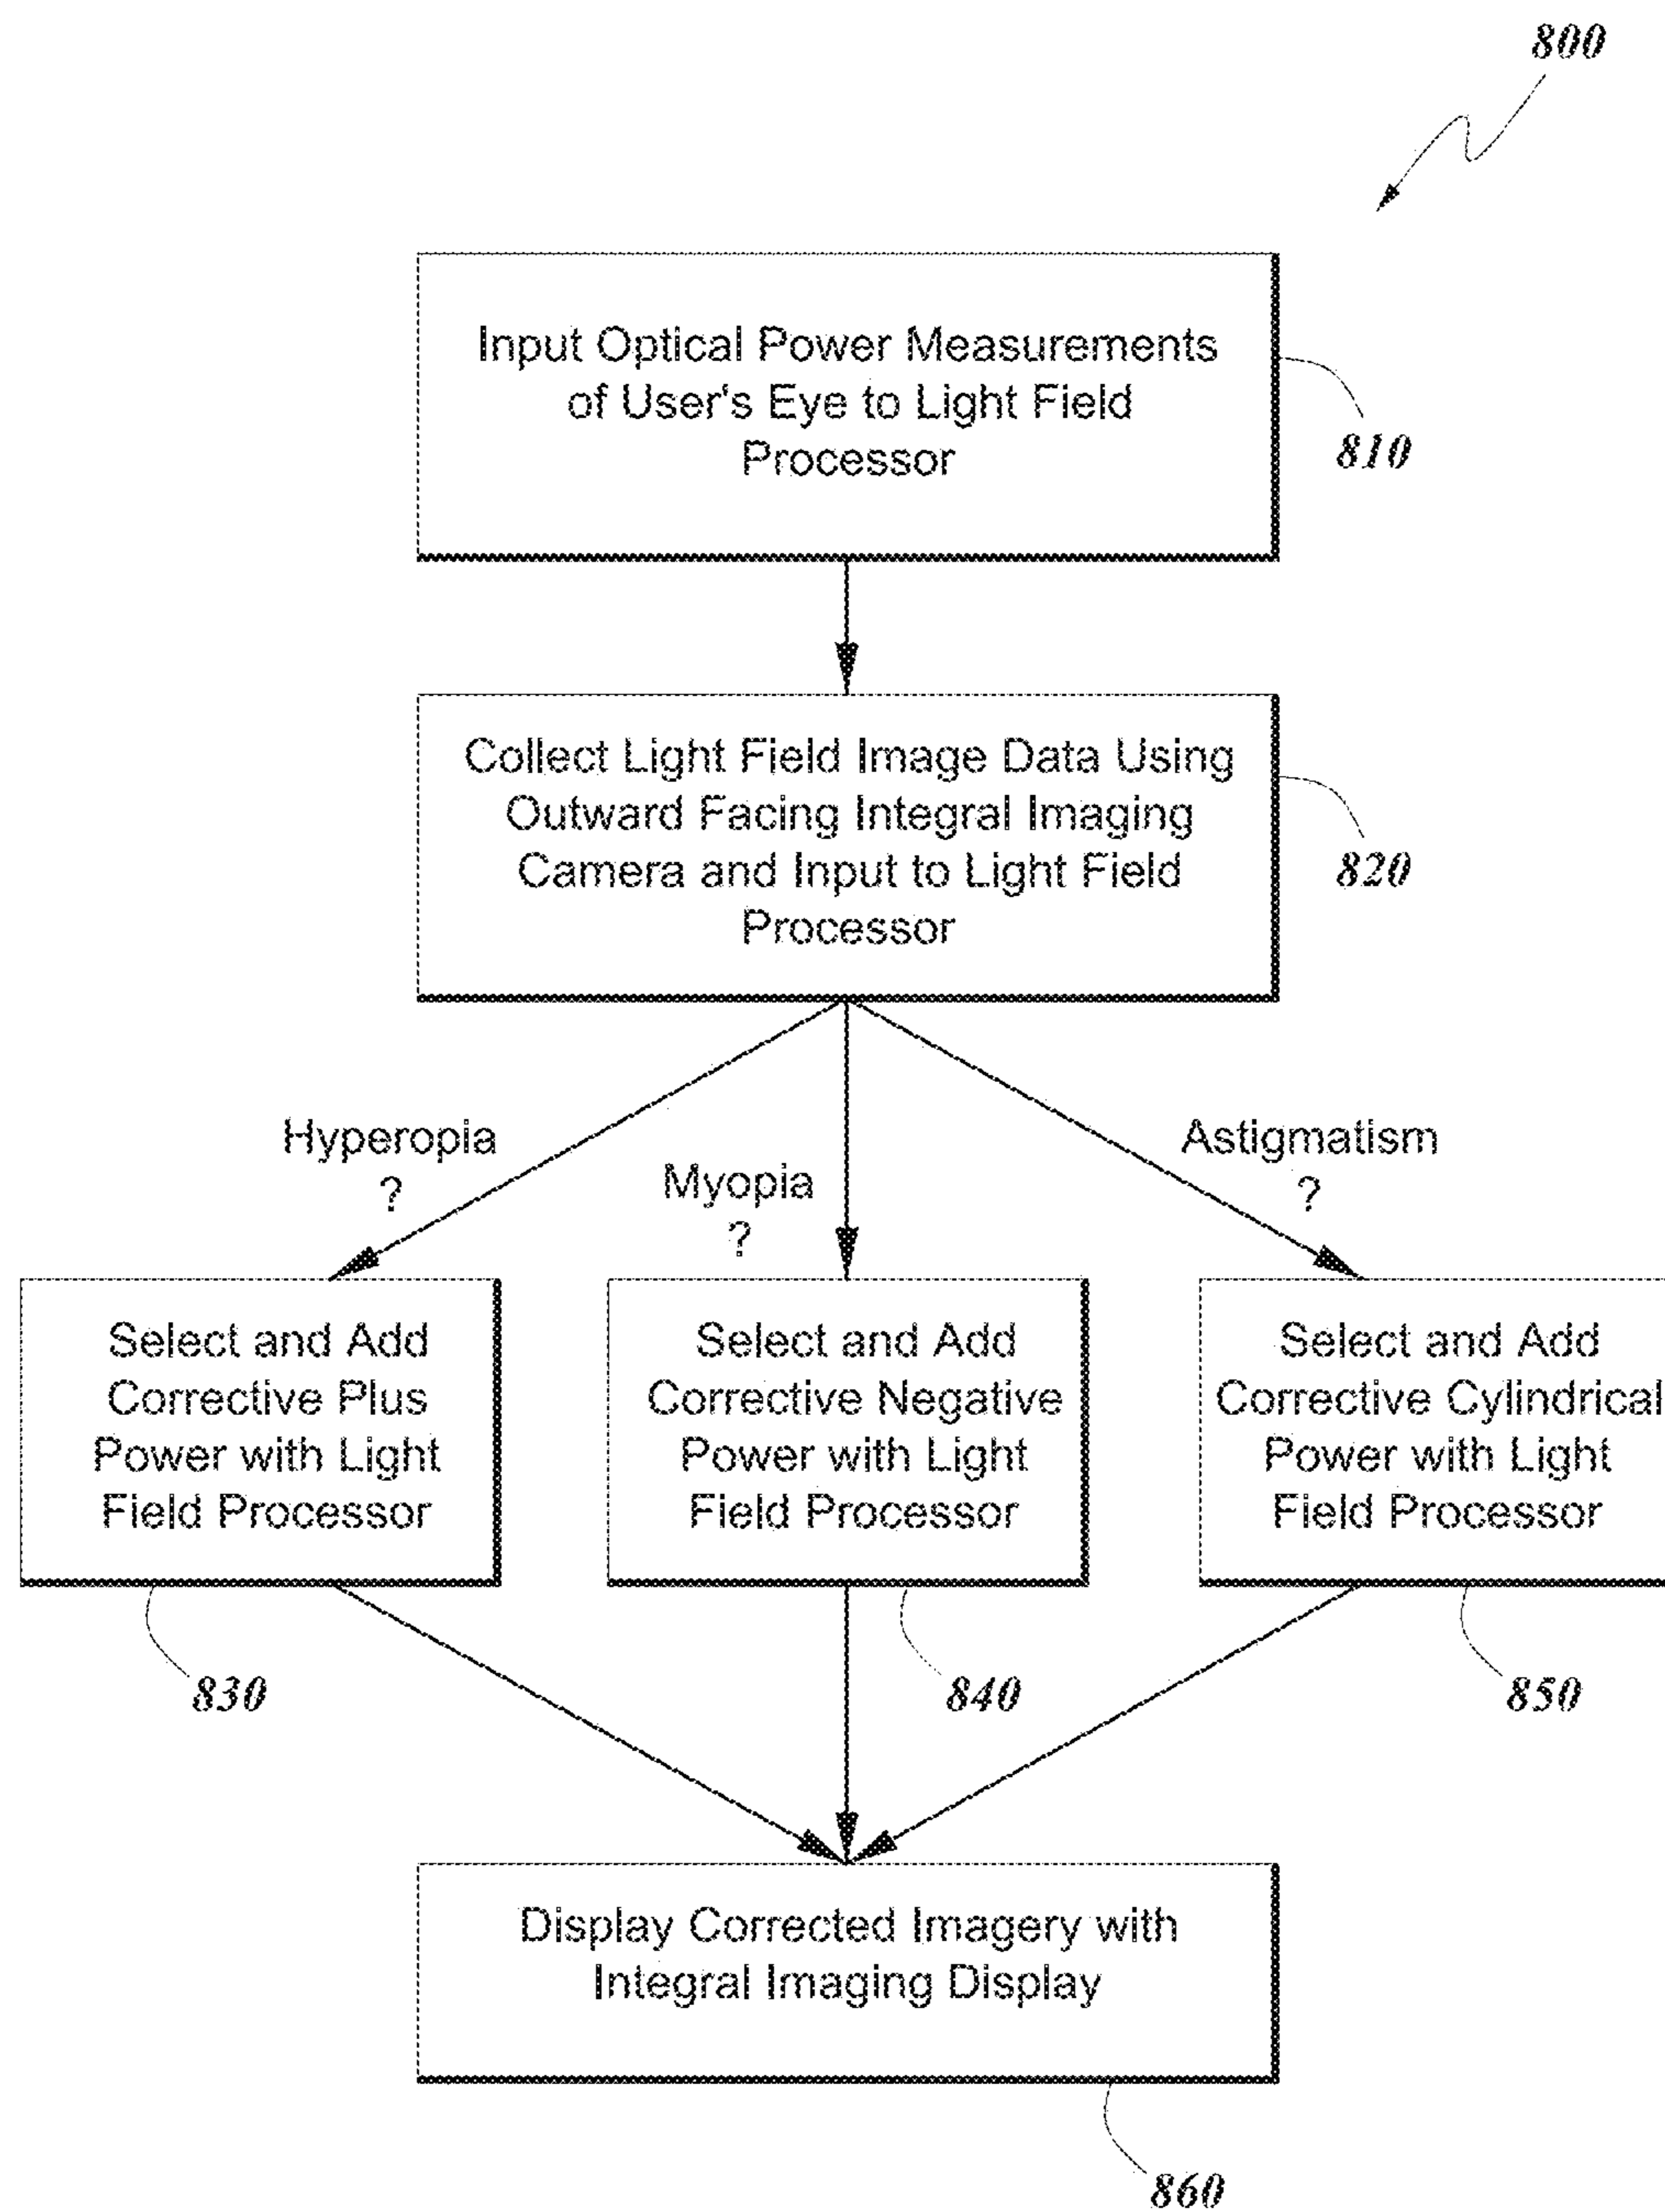 800
Input Optical Power Measurements
of User's Eye to Light Field
Processor
810
Collect Light Field Image Data Using
Outward Facing Integral Imaging
Camera and Input to Light Field
Processor
820
Hyperopia
?
Myopia
?
Astigmatism
?
Select and Add
Corrective Plus
Power with Light
Field Processor
830
Select and Add
Corrective Negative
Power with Light
Field Processor
840
Select and Add
Corrective Cylindrical
Power with Light
Field Processor
850
Display Corrected Imagery with
Integral Imaging Display
860